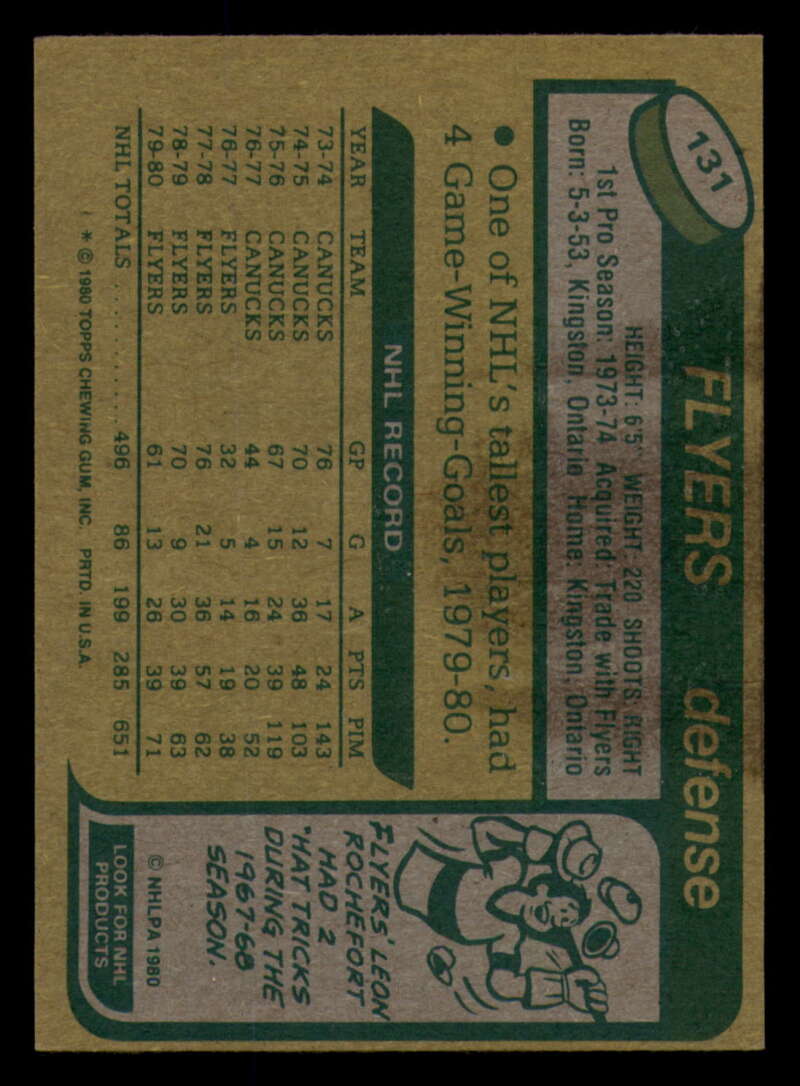 131
FLYERS defense
HEIGHT: 6'5" WEIGHT: 220 SHOOTS: RIGHT
1st Pro Season: 1973-74 Acquired: Trade with Flyers
Born: 5-3-53, Kingston, Ontario Home: Kingston, Ontario
• One of NHL's tallest players, had
4 Game-Winning-Goals, 1979-80.
NHL RECORD
YEAR TEAM GP G A PTS PIM
73-74 CANUCKS 76 7 17 24 143
74-75 CANUCKS 70 12 36 48 103
75-76 CANUCKS 67 15 24 39 119
76-77 CANUCKS 44 4 16 20 52
76-77 FLYERS 32 5 14 19 38
77-78 FLYERS 76 21 36 57 62
78-79 FLYERS 70 9 30 39 63
79-80 FLYERS 61 13 26 39 71
NHL TOTALS .......... 496 86 199 285 651
* © 1980 TOPPS CHEWING GUM, INC. PRTD. IN U.S.A.
FLYERS' LEON
ROCHEFORT
HAD 2
"HAT TRICKS
DURING THE
1967-68
SEASON.
© NHLPA 1980
LOOK FOR NHL
PRODUCTS